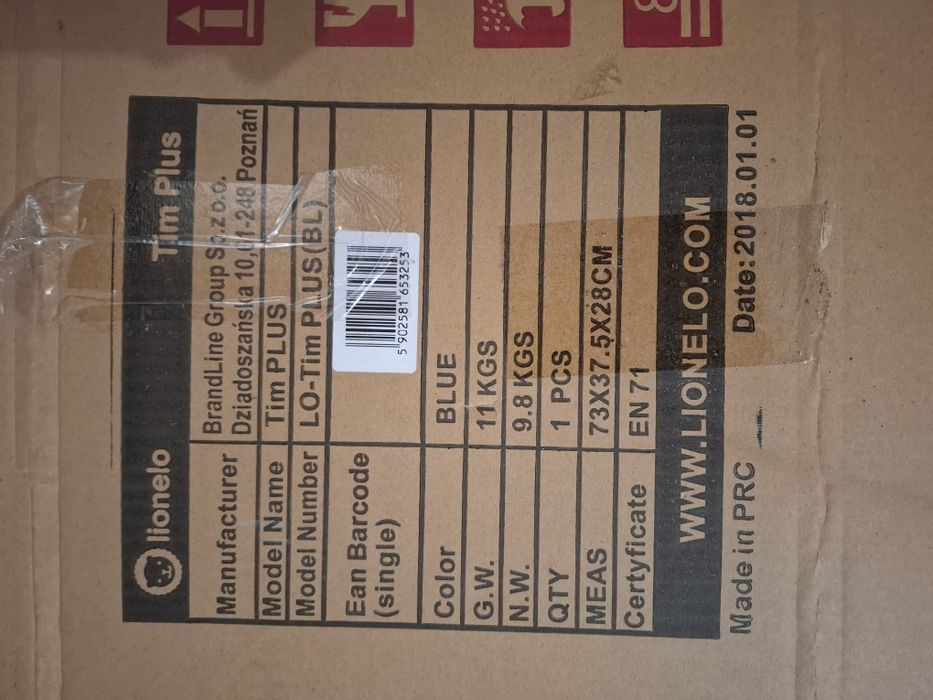 lionelo Tim Plus
Manufacturer BrandLine Group Sp.z o.o.
Dziadoszańska 10, 61-248 Poznań
Model Name Tim PLUS
Model Number LO-Tim PLUS (BL)
Ean Barcode
(single)
5 902581 653253
Color BLUE
G.W. 11 KGS
N.W. 9.8 KGS
QTY 1 PCS
MEAS 73X37.5X28CM
Certyficate EN 71
WWW.LIONELO.COM
Made in PRC Date:2018.01.01